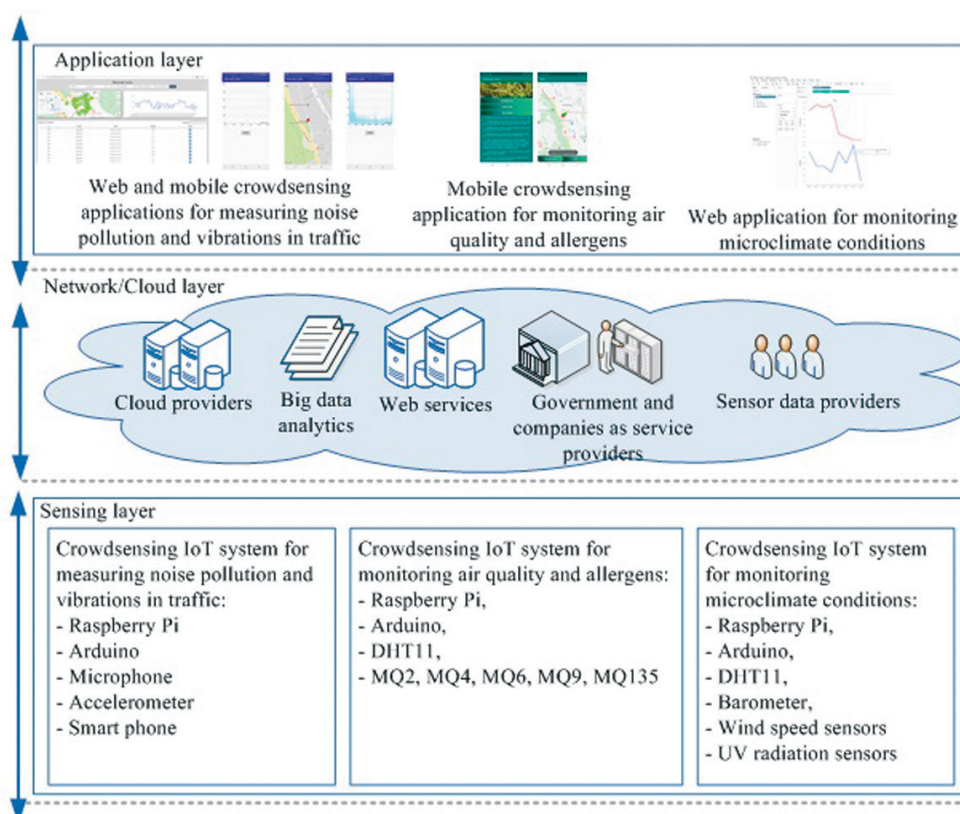 Application layer
Web and mobile crowdsensing
applications for measuring noise
pollution and vibrations in traffic
Mobile crowdsensing
application for monitoring air
quality and allergens
Web application for monitoring
microclimate conditions
Network/Cloud layer
Cloud providers
Big data
analytics
Web services
Government and
companies as service
providers
Sensor data providers
Sensing layer
Crowdsensing IoT system for
measuring noise pollution and
vibrations in traffic:
- Raspberry Pi
- Arduino
- Microphone
- Accelerometer
- Smart phone
Crowdsensing IoT system for
monitoring air quality and allergens:
- Raspberry Pi,
- Arduino,
- DHT11,
- MQ2, MQ4, MQ6, MQ9, MQ135
Crowdsensing IoT system
for monitoring
microclimate conditions:
- Raspberry Pi,
- Arduino,
- DHT11,
- Barometer,
- Wind speed sensors
- UV radiation sensors